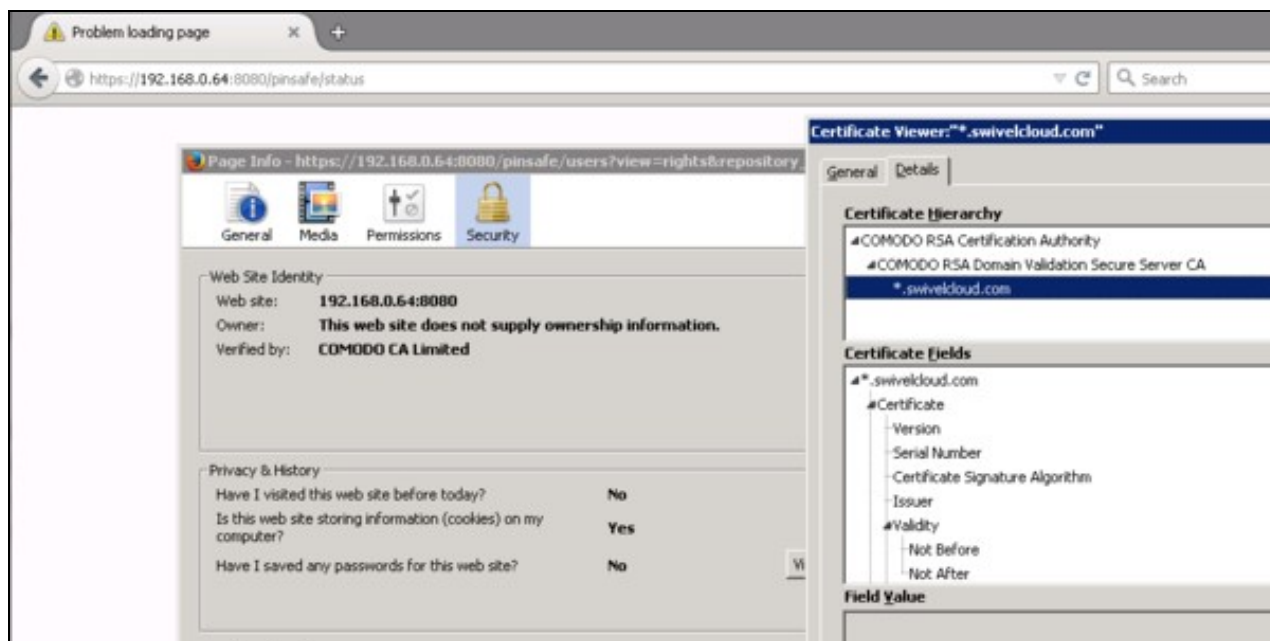 Problem loading page
https://192.168.0.64:8080/pinsafe/status
Search
Certificate Viewer:"*.swivelcloud.com"
Page Info - https://192.168.0.64:8080/pinsafe/users?view=rights&repository_
General Details
General Media Permissions Security
Certificate Hierarchy
COMODO RSA Certification Authority
COMODO RSA Domain Validation Secure Server CA
*.swivelcloud.com
Web Site Identity
Web site: 192.168.0.64:8080
Owner: This web site does not supply ownership information.
Verified by: COMODO CA Limited
Certificate Fields
*.swivelcloud.com
Certificate
Version
Serial Number
Certificate Signature Algorithm
Issuer
Validity
Not Before
Not After
Field Value
Privacy & History
Have I visited this web site before today? No
Is this web site storing information (cookies) on my
computer? Yes
Have I saved any passwords for this web site? No